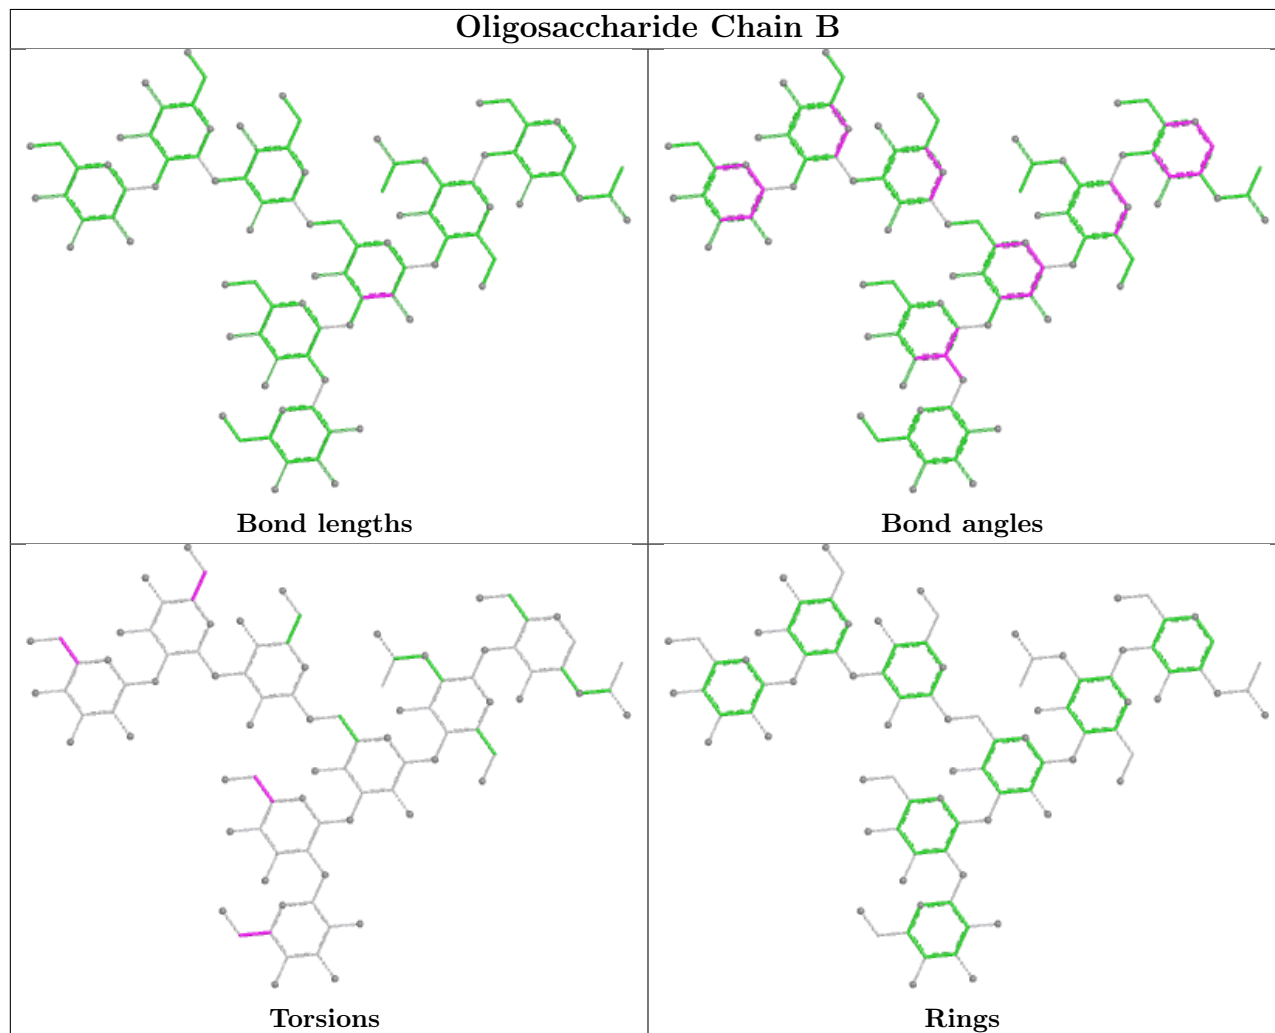 Oligosaccharide Chain B
Bond lengths
Bond angles
Torsions
Rings